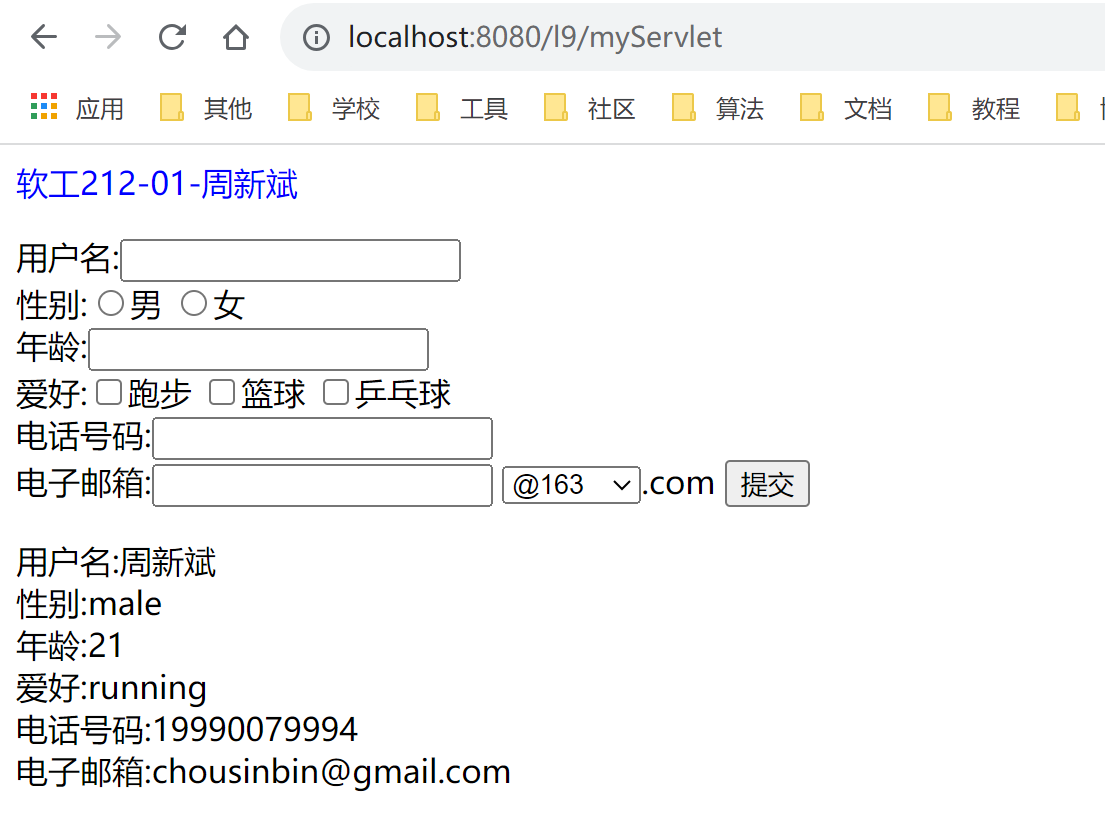 localhost:8080/l9/myServlet
应用 其他 学校 工具 社区 算法 文档 教程
软工212-01-周新斌
用户名:
性别: 男 女
年龄:
爱好: 跑步 篮球 乒乓球
电话号码:
电子邮箱: @163 .com 提交
用户名:周新斌
性别:male
年龄:21
爱好:running
电话号码:19990079994
电子邮箱:chousinbin@gmail.com